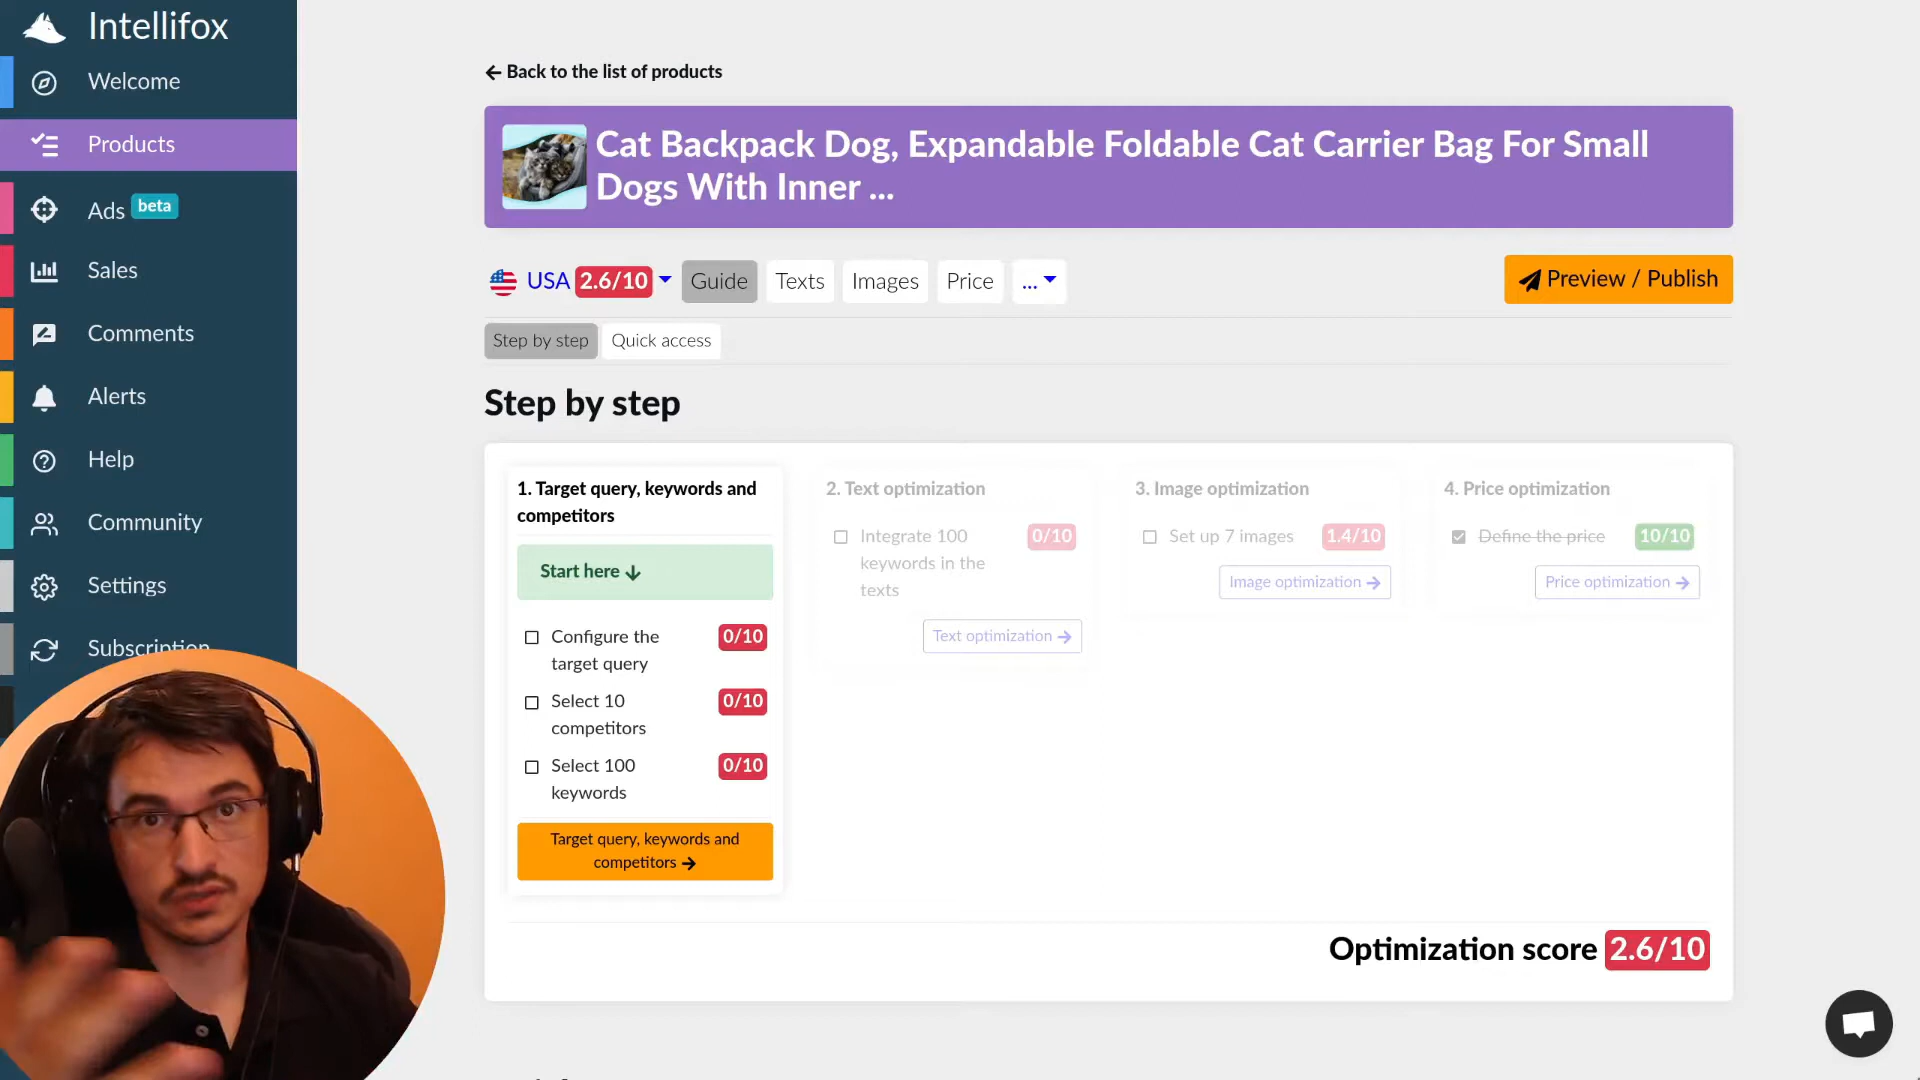 Intellifox
Welcome
Products
Ads beta
Sales
Comments
Alerts
Help
Community
Settings
Subscription
Back to the list of products
Cat Backpack Dog, Expandable Foldable Cat Carrier Bag For Small
Dogs With Inner ...
USA 2.6/10 Guide Texts Images Price ... Preview / Publish
Step by step Quick access
Step by step
1. Target query, keywords and
competitors
Start here
Configure the 0/10
target query
Select 10 0/10
competitors
Select 100 0/10
keywords
Target query, keywords and
competitors
2. Text optimization
Integrate 100 0/10
keywords in the
texts
Text optimization
3. Image optimization
Set up 7 images 1.4/10
Image optimization
4. Price optimization
Define the price 10/10
Price optimization
Optimization score 2.6/10